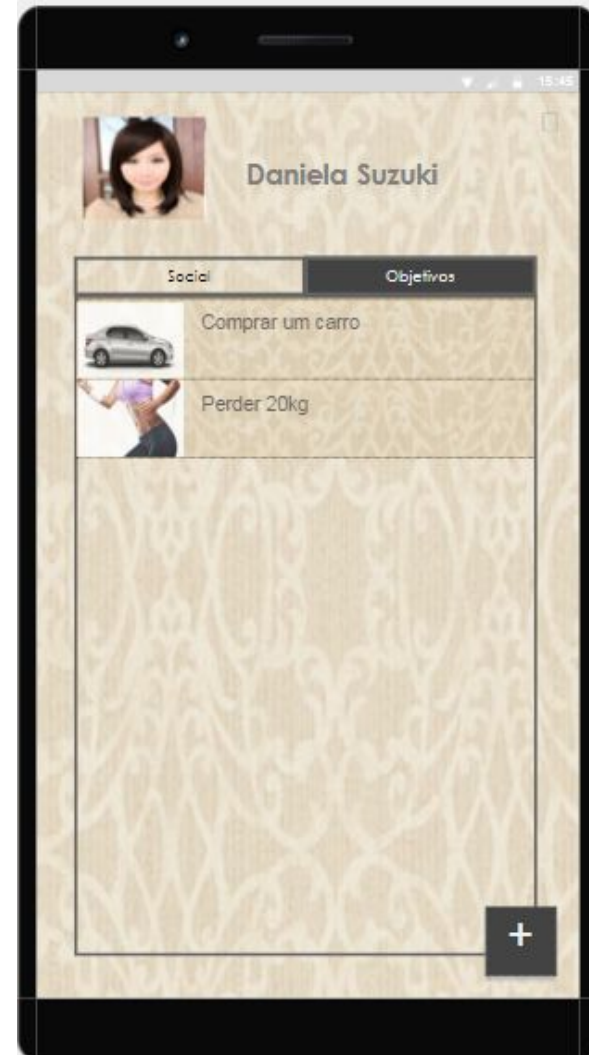 15:45
Daniela Suzuki
Social
Objetivos
Comprar um carro
Perder 20kg
+